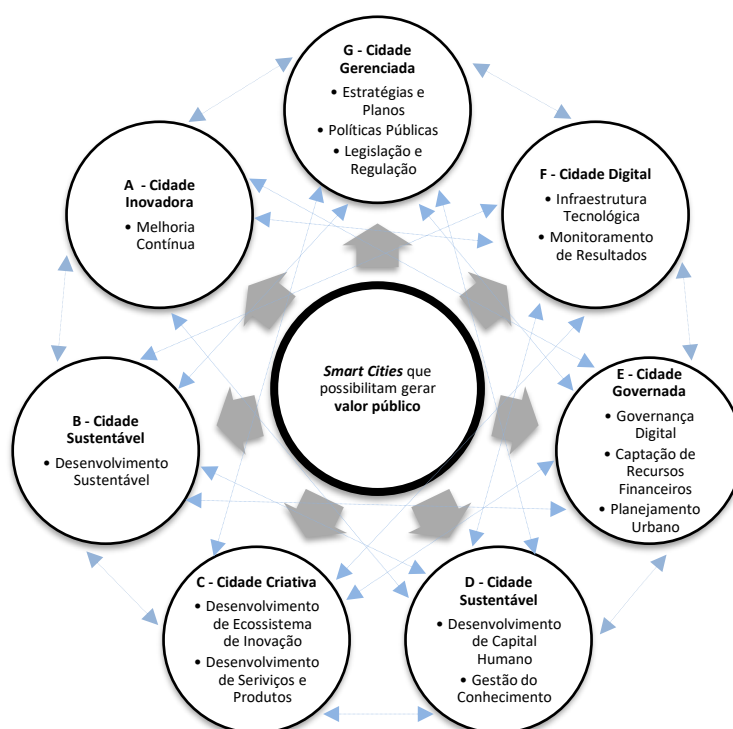 G - Cidade
Gerenciada
• Estratégias e
Planos
• Políticas Públicas
• Legislação e
Regulação
A - Cidade
Inovadora
• Melhoria
Contínua
F - Cidade Digital
• Infraestrutura
Tecnológica
• Monitoramento
de Resultados
Smart Cities que
possibilitam gerar
valor público
B - Cidade
Sustentável
• Desenvolvimento
Sustentável
E - Cidade
Governada
• Governança
Digital
• Captação de
Recursos
Financeiros
• Planejamento
Urbano
C - Cidade Criativa
• Desenvolvimento
de Ecossistema
de Inovação
• Desenvolvimento
de Seriviços e
Produtos
D - Cidade
Sustentável
• Desenvolvimento
de Capital
Humano
• Gestão do
Conhecimento